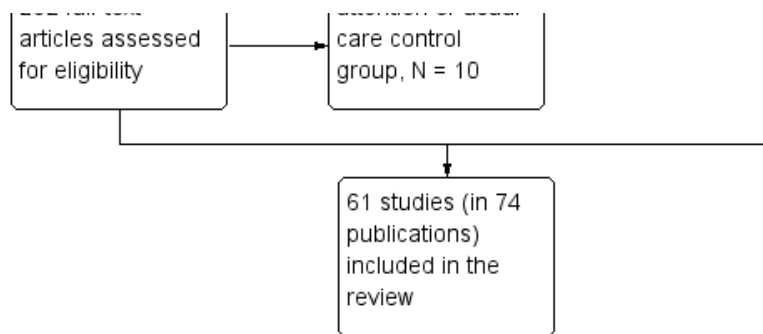 articles assessed
for eligibility
care control
group, N = 10
61 studies (in 74
publications)
included in the
review